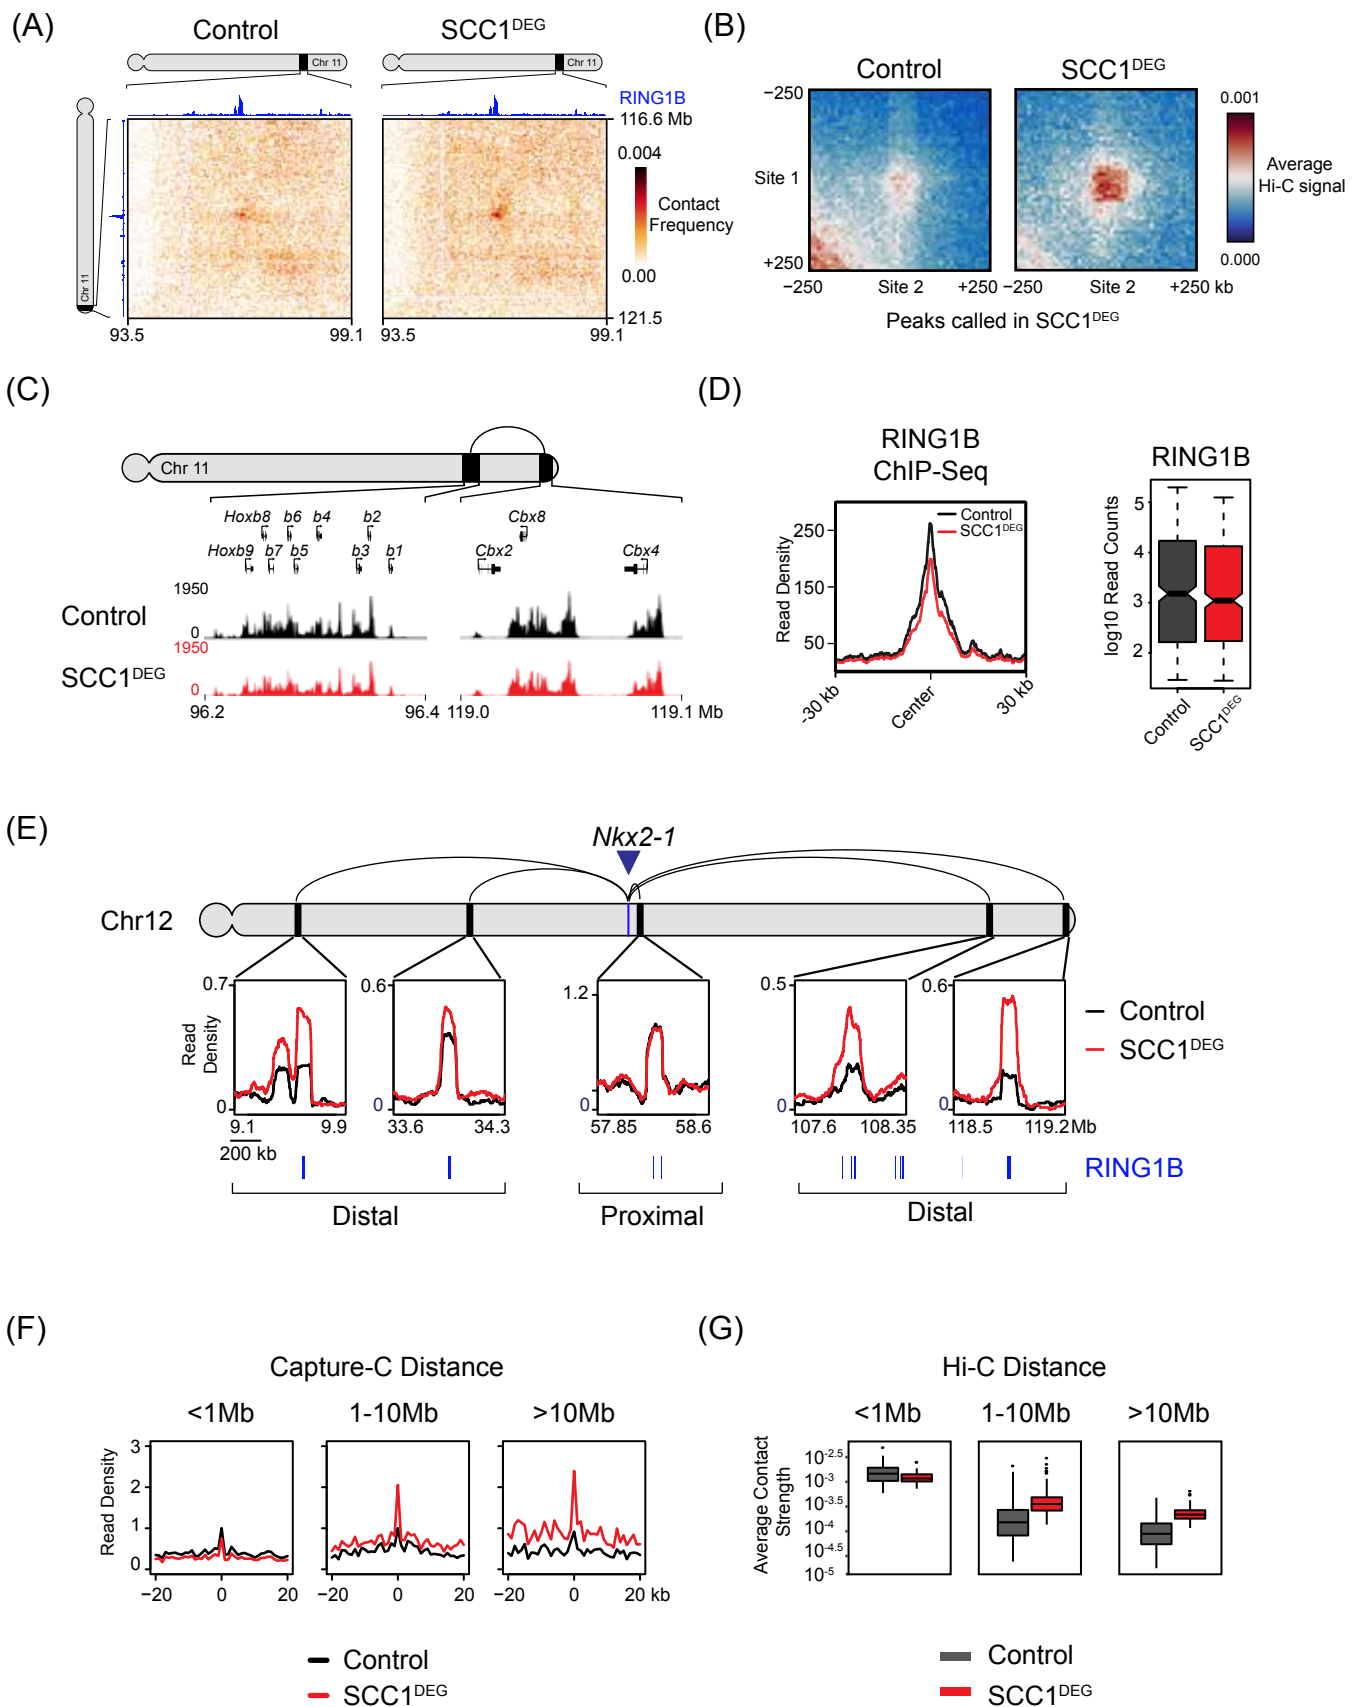 (A)
Control
SCC1DEG
Chr 11
Chr 11
RING1B
116.6 Mb
0.004
Contact
Frequency
0.00
Chr 11
121.5
93.5
99.1
93.5
99.1
(B)
Control
SCC1DEG
−250
Site 1
+250
−250
Site 2
+250
−250
Site 2
+250 kb
0.001
Average
Hi-C signal
0.000
Peaks called in SCC1DEG
(C)
Chr 11
Hoxb8 b6 b4 b2
Hoxb9 b7 b5 b3 b1
Cbx8
Cbx2
Cbx4
1950
Control
0
1950
SCC1DEG
0
96.2
96.4
119.0
119.1 Mb
(D)
RING1B
ChIP-Seq
Control
SCC1DEG
Read Density
250
150
50
-30 kb
Center
30 kb
RING1B
log10 Read Counts
5
4
3
2
Control
SCC1DEG
(E)
Nkx2-1
Chr12
Read
Density
0.7
0
9.1
9.9
200 kb
0.6
0
33.6
34.3
1.2
0
57.85
58.6
0.5
0
107.6
108.35
0.6
0
118.5
119.2Mb
Control
SCC1DEG
RING1B
Distal
Proximal
Distal
(F)
Capture-C Distance
<1Mb
1-10Mb
>10Mb
Read Density
3
2
1
0
−20 0 20
−20 0 20
−20 0 20 kb
Control
SCC1DEG
(G)
Hi-C Distance
<1Mb
1-10Mb
>10Mb
Average Contact
Strength
10-2.5
10-3
10-3.5
10-4
10-4.5
10-5
Control
SCC1DEG